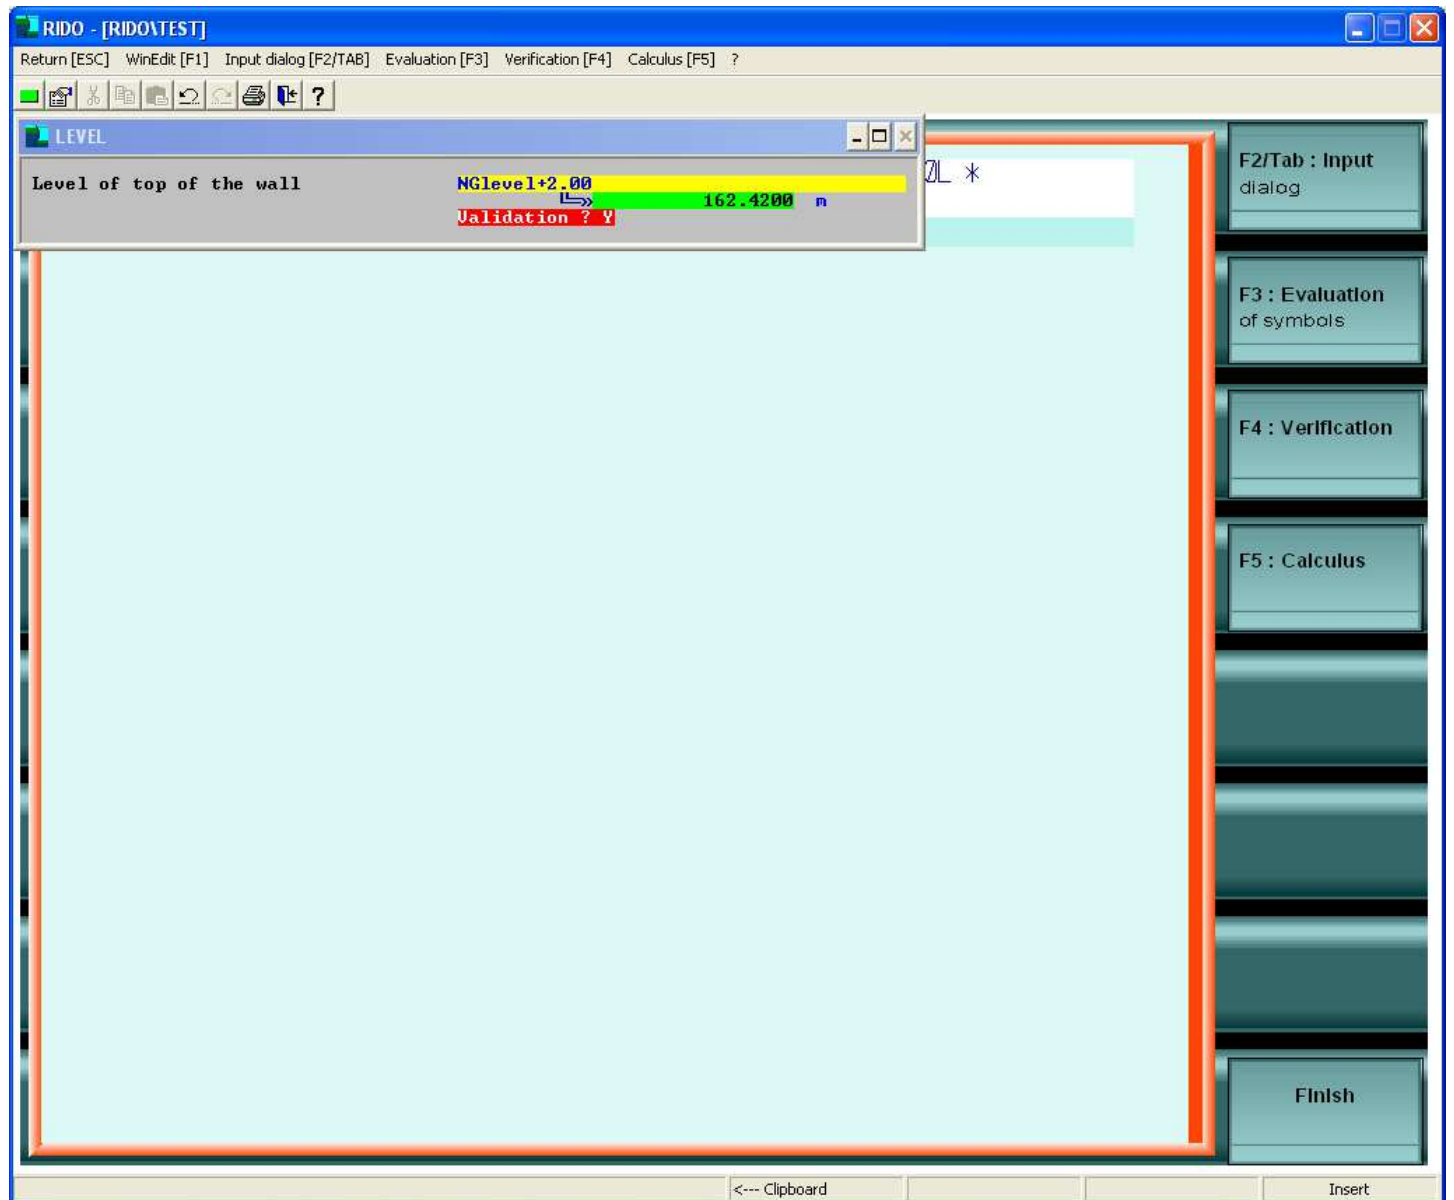 RIDO - [RIDO\TEST]
Return [ESC] WinEdit [F1] Input dialog [F2/TAB] Evaluation [F3] Verification [F4] Calculus [F5] ?
?
LEVEL
Level of top of the wall NGlevel+2.00
162.4200 m
Validation ? Y
*
F2/Tab : Input
dialog
F3 : Evaluation
of symbols
F4 : Verification
F5 : Calculus
Finish
<--- Clipboard Insert